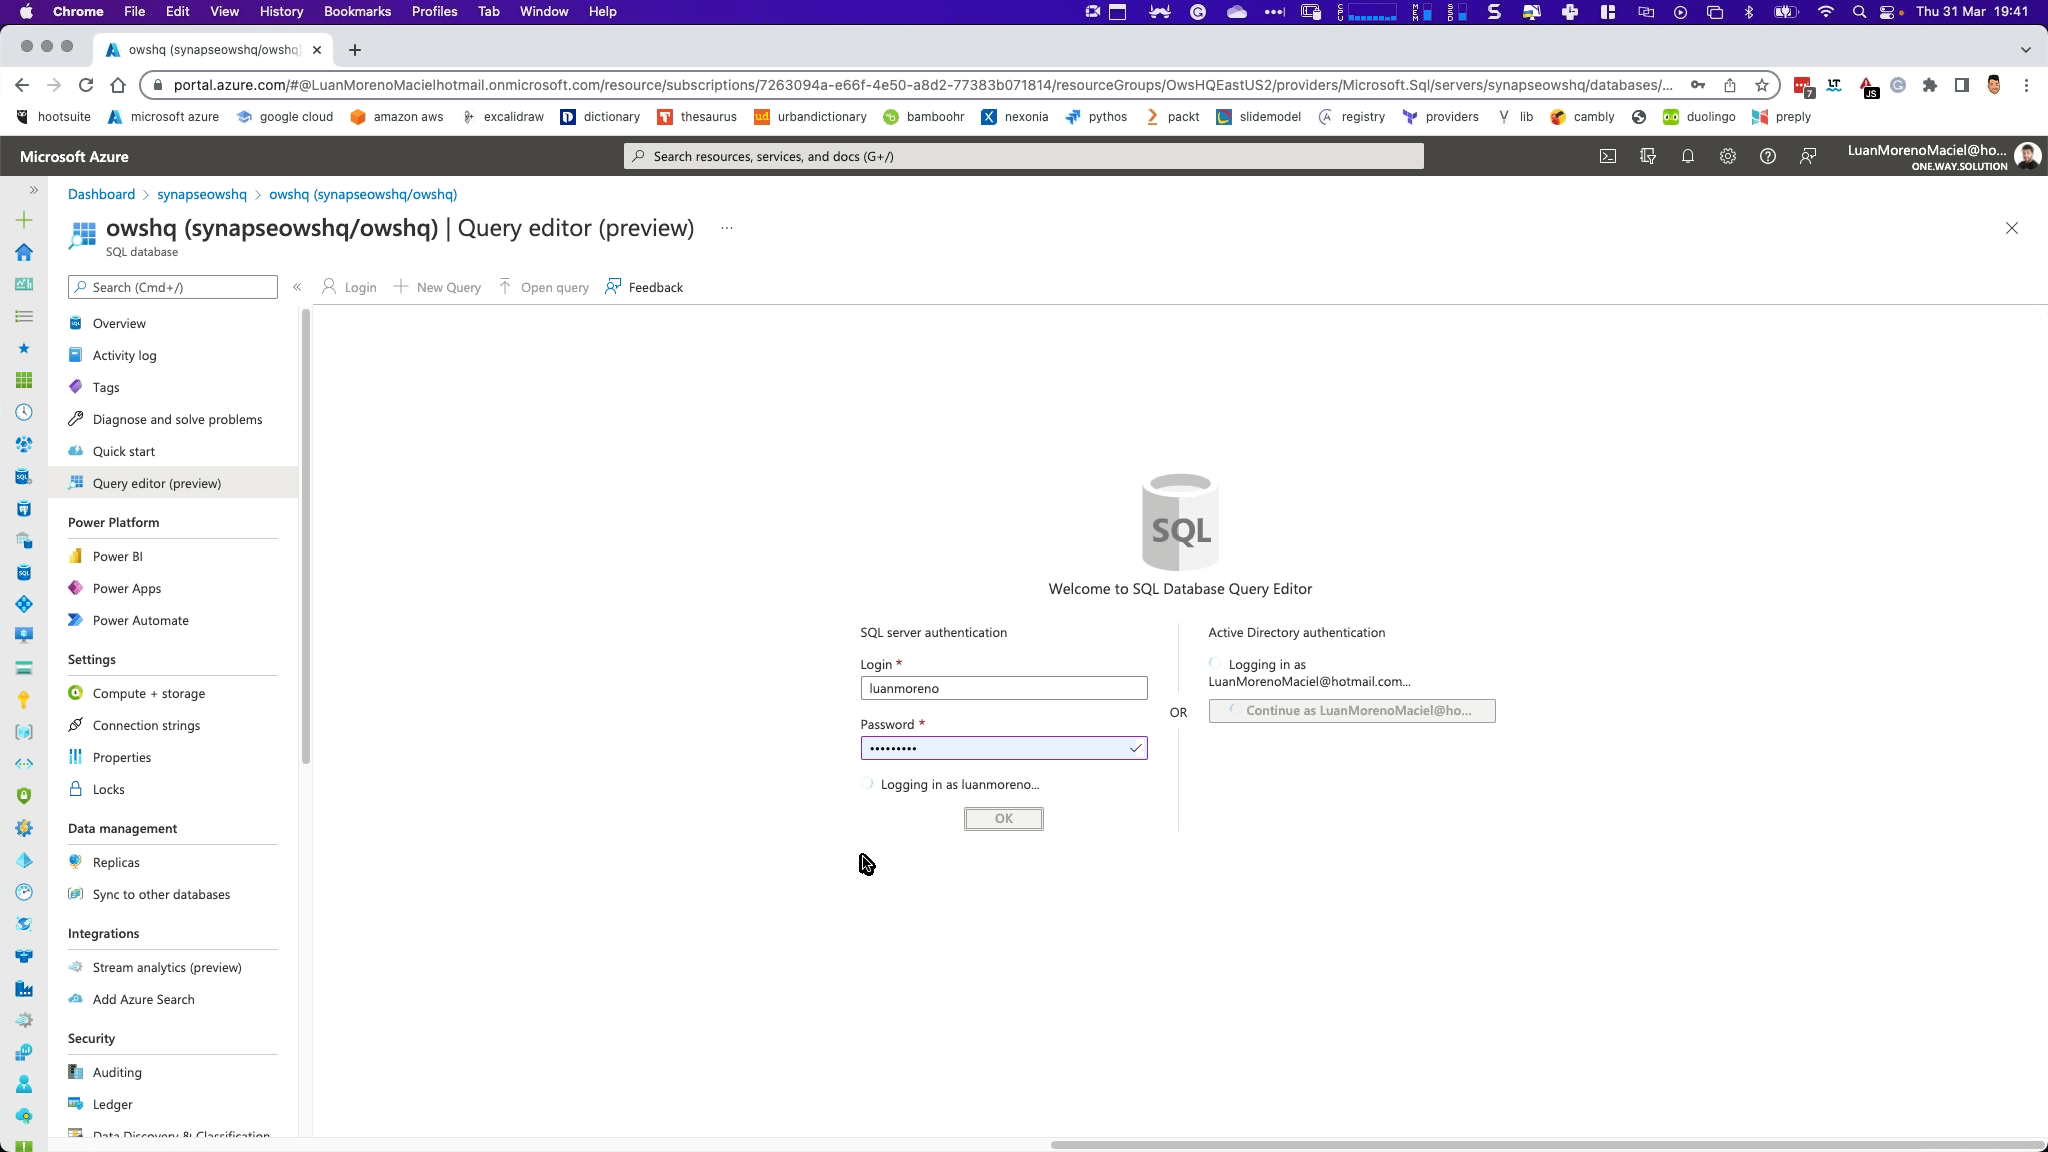 Chrome File Edit View History Bookmarks Profiles Tab Window Help Thu 31 Mar 19:41
owshq (synapseowshq/owshq)
portal.azure.com/#@LuanMorenoMacielhotmail.onmicrosoft.com/resource/subscriptions/7263094a-e66f-4e50-a8d2-77383b071814/resourceGroups/OwsHQEastUS2/providers/Microsoft.Sql/servers/synapseowshq/databases/...
hootsuite microsoft azure google cloud amazon aws excalidraw dictionary thesaurus urbandictionary bamboohr nexonia pythos packt slidemodel registry providers lib cambly duolingo preply
Microsoft Azure
Search resources, services, and docs (G+/)
LuanMorenoMaciel@ho...
ONE.WAY.SOLUTION
Dashboard > synapseowshq > owshq (synapseowshq/owshq)
owshq (synapseowshq/owshq) | Query editor (preview) ...
SQL database
Search (Cmd+/)
Login New Query Open query Feedback
Overview
Activity log
Tags
Diagnose and solve problems
Quick start
Query editor (preview)
Power Platform
Power BI
Power Apps
Power Automate
Settings
Compute + storage
Connection strings
Properties
Locks
Data management
Replicas
Sync to other databases
Integrations
Stream analytics (preview)
Add Azure Search
Security
Auditing
Ledger
Data Discovery & Classification
SQL
Welcome to SQL Database Query Editor
SQL server authentication
Login *
luanmoreno
Password *
•••••••••
Logging in as luanmoreno...
OK
OR
Active Directory authentication
Logging in as
LuanMorenoMaciel@hotmail.com...
Continue as LuanMorenoMaciel@ho...